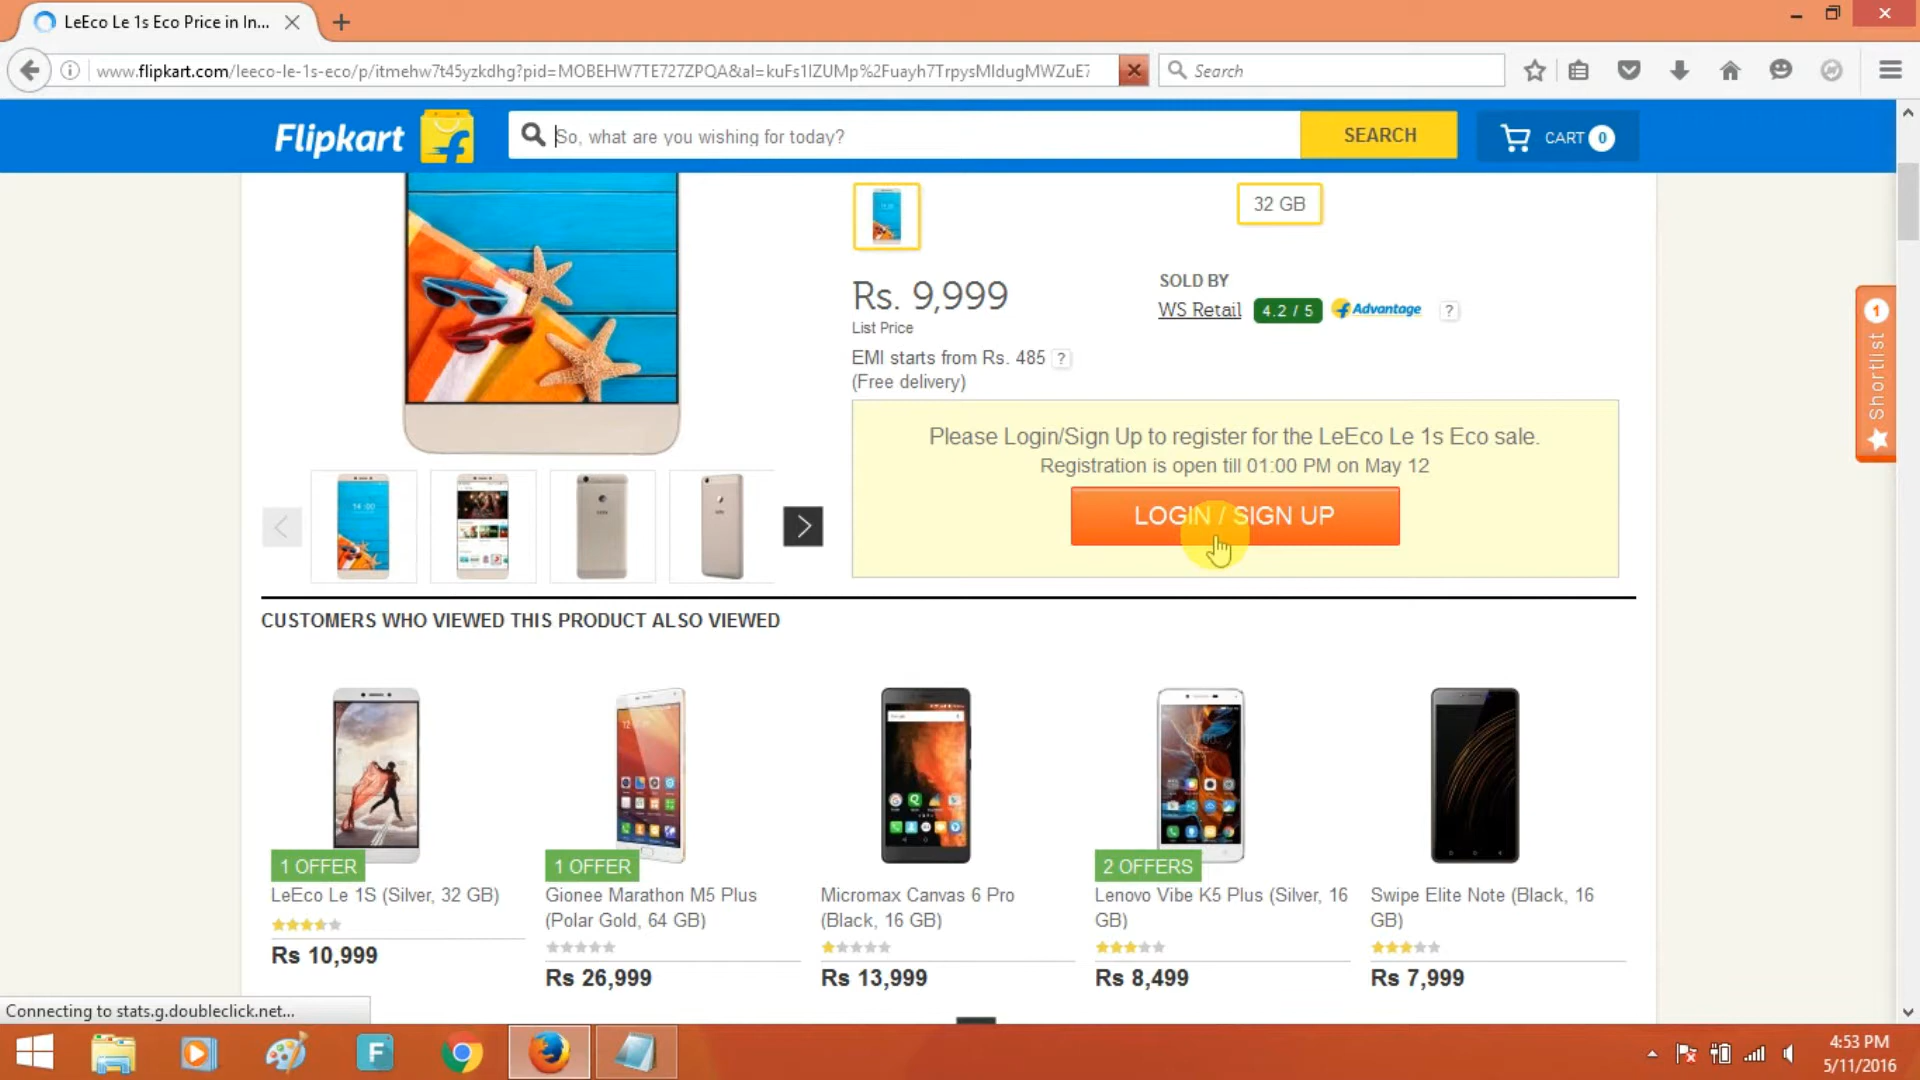 LeEco Le 1s Eco Price in In...
www.flipkart.com/leeco-le-1s-eco/p/itmehw7t45yzkdhg?pid=MOBEHW7TE727ZPQA&al=kuFs1IZUMp%2Fuayh7TrpysMIdugMWZuE7
Search
Flipkart
So, what are you wishing for today?
SEARCH
CART 0
32 GB
Rs. 9,999
List Price
EMI starts from Rs. 485 ?
(Free delivery)
SOLD BY
WS Retail 4.2 / 5 Advantage ?
1
Shortlist
Please Login/Sign Up to register for the LeEco Le 1s Eco sale.
Registration is open till 01:00 PM on May 12
LOGIN / SIGN UP
CUSTOMERS WHO VIEWED THIS PRODUCT ALSO VIEWED
1 OFFER
LeEco Le 1S (Silver, 32 GB)
Rs 10,999
1 OFFER
Gionee Marathon M5 Plus
(Polar Gold, 64 GB)
Rs 26,999
Micromax Canvas 6 Pro
(Black, 16 GB)
Rs 13,999
2 OFFERS
Lenovo Vibe K5 Plus (Silver, 16
GB)
Rs 8,499
Swipe Elite Note (Black, 16
GB)
Rs 7,999
Connecting to stats.g.doubleclick.net...
F
4:53 PM
5/11/2016